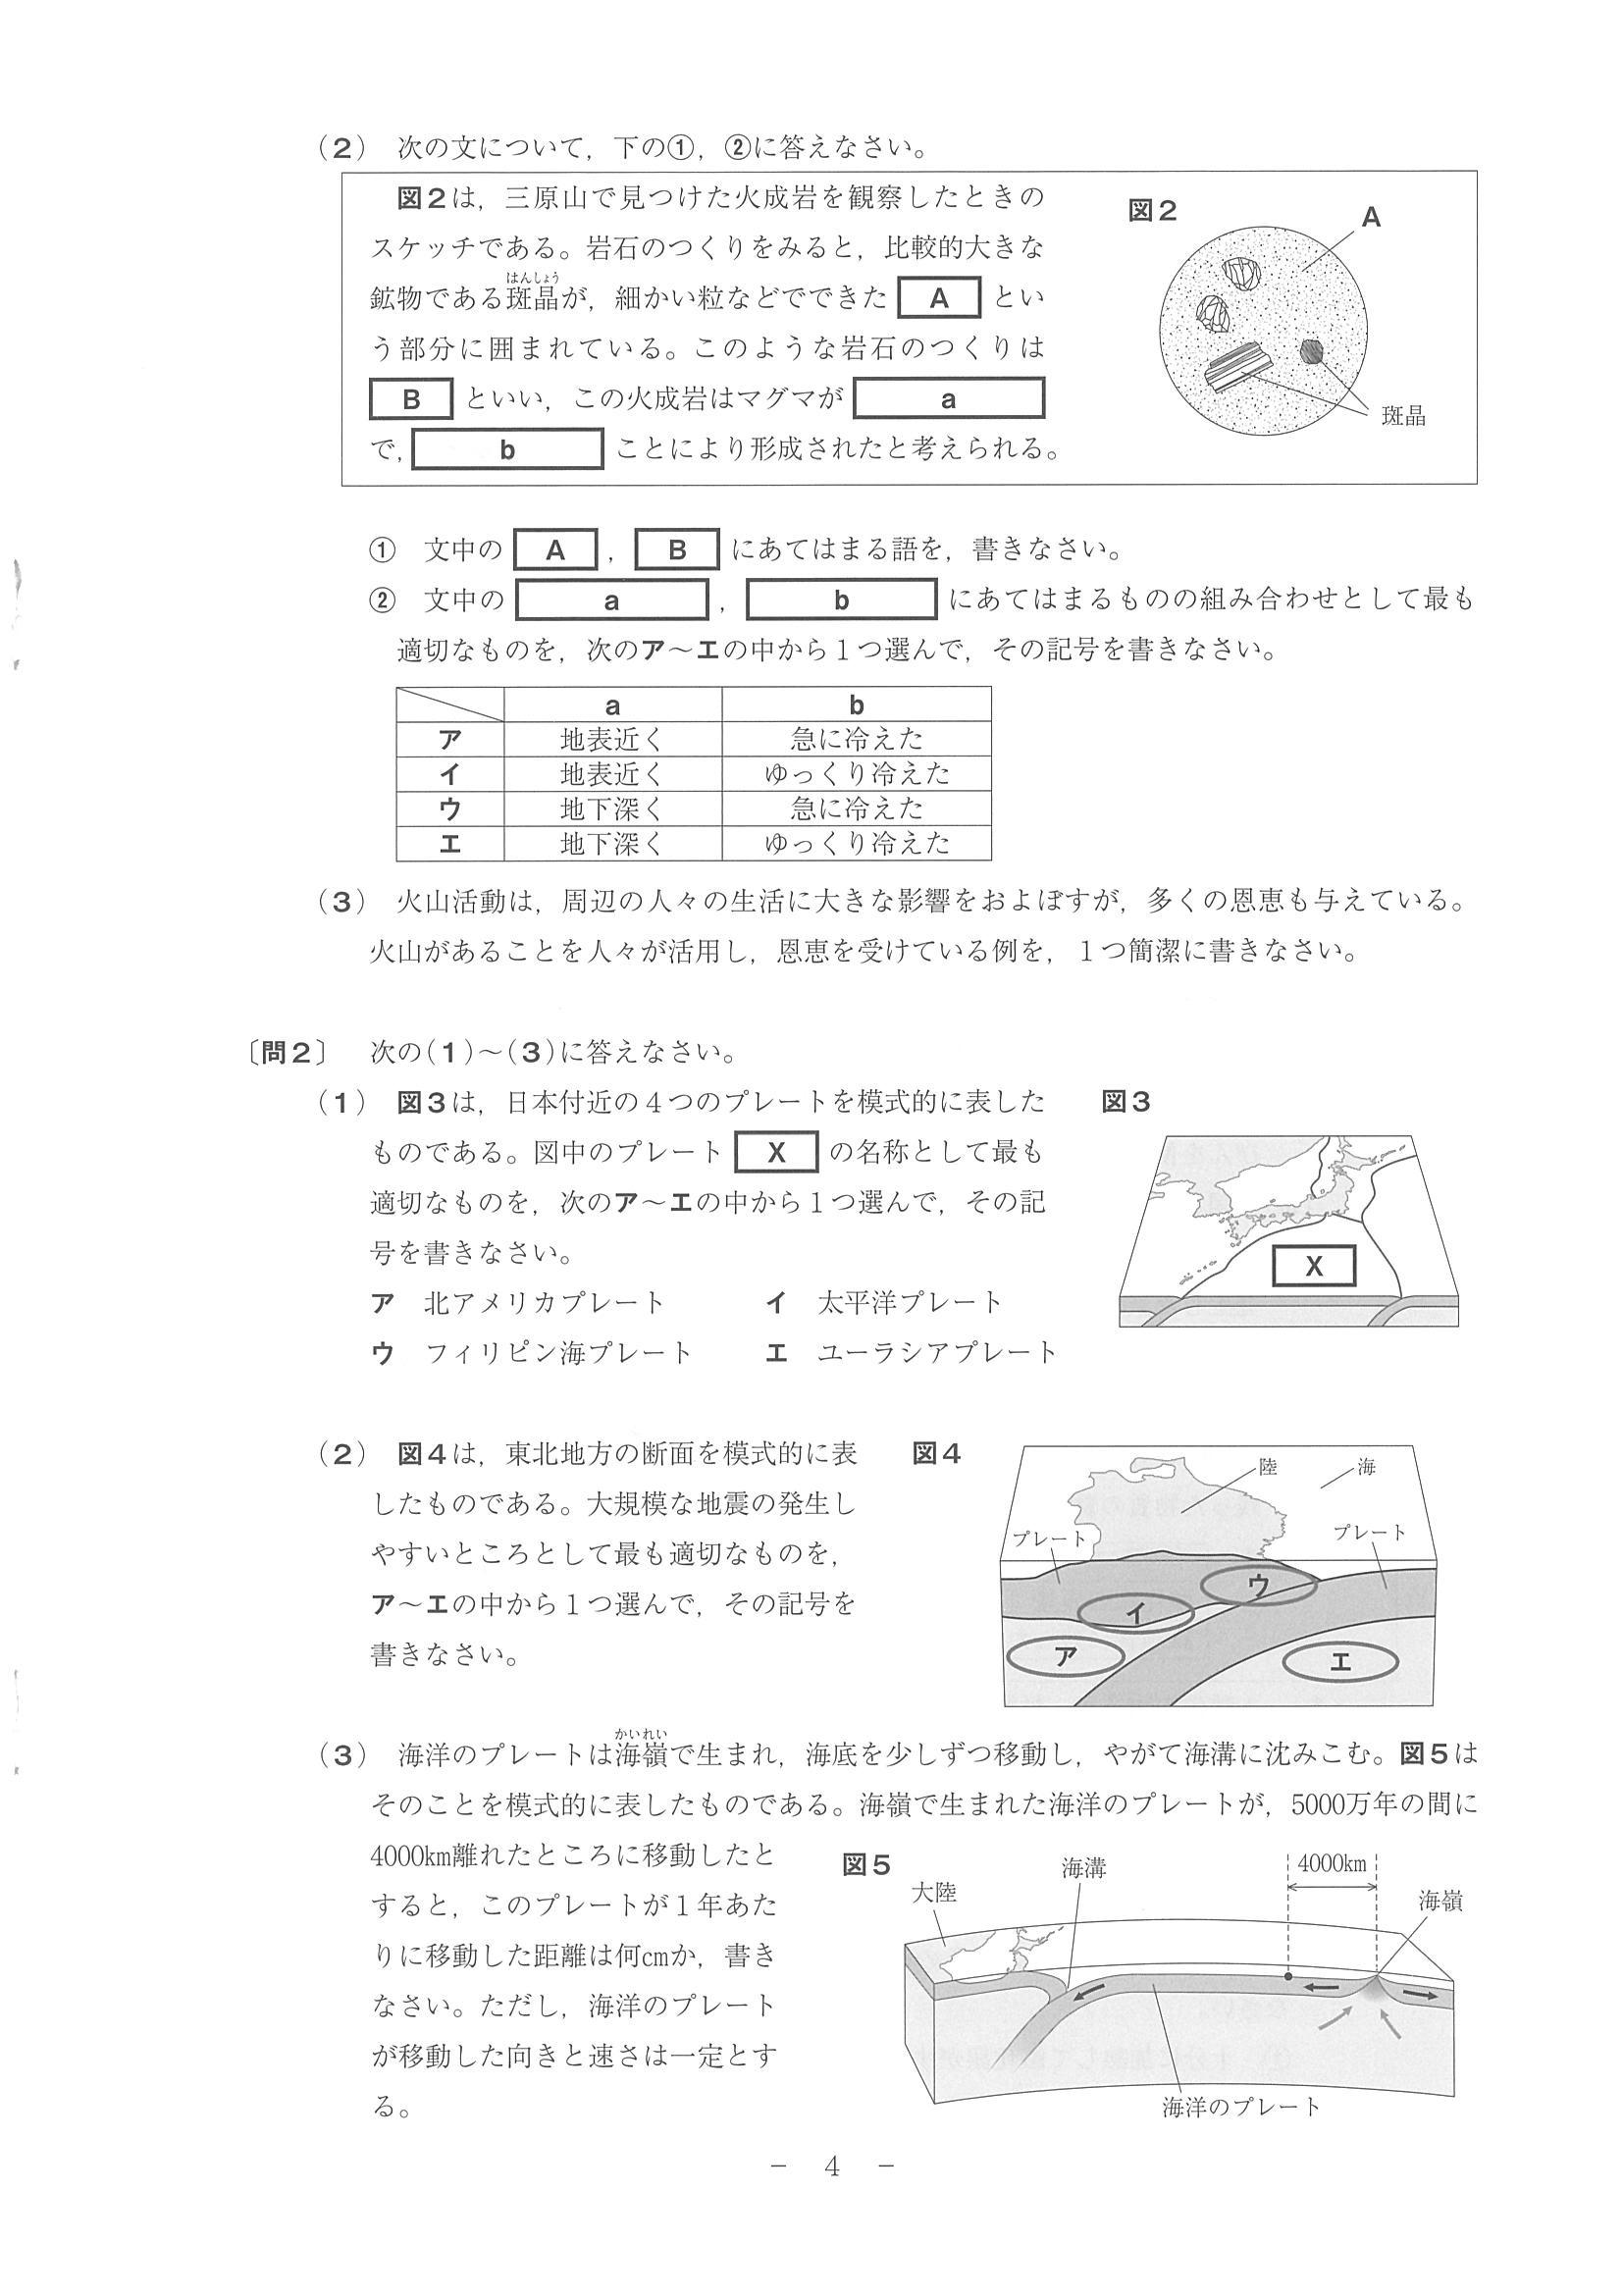 （２） 次の文について，下の①，②に答えなさい。
図２は，三原山で見つけた火成岩を観察したときの
スケッチである。岩石のつくりをみると，比較的大きな
鉱物である斑晶が，細かい粒などでできた A とい
はんしょう
う部分に囲まれている。このような岩石のつくりは
B といい，この火成岩はマグマが a
で， b ことにより形成されたと考えられる。
図２
A
斑晶
① 文中の A ， B にあてはまる語を，書きなさい。
② 文中の a ， b にあてはまるものの組み合わせとして最も
適切なものを，次のア～エの中から１つ選んで，その記号を書きなさい。
a b
ア 地表近く 急に冷えた
イ 地表近く ゆっくり冷えた
ウ 地下深く 急に冷えた
エ 地下深く ゆっくり冷えた
（３） 火山活動は，周辺の人々の生活に大きな影響をおよぼすが，多くの恩恵も与えている。
火山があることを人々が活用し，恩恵を受けている例を，１つ簡潔に書きなさい。
〔問２〕 次の（１）～（３）に答えなさい。
（１） 図３は，日本付近の４つのプレートを模式的に表した
ものである。図中のプレート X の名称として最も
適切なものを，次のア～エの中から１つ選んで，その記
号を書きなさい。
ア 北アメリカプレート イ 太平洋プレート
ウ フィリピン海プレート エ ユーラシアプレート
図３
X
（２） 図４は，東北地方の断面を模式的に表
したものである。大規模な地震の発生し
やすいところとして最も適切なものを，
ア～エの中から１つ選んで，その記号を
書きなさい。
図４
陸
海
プレート
プレート
ウ
イ
ア
エ
（３） 海洋のプレートは海嶺で生まれ，海底を少しずつ移動し，やがて海溝に沈みこむ。図５は
かいれい
そのことを模式的に表したものである。海嶺で生まれた海洋のプレートが，5000万年の間に
4000km離れたところに移動したと
すると，このプレートが１年あた
りに移動した距離は何cmか，書き
なさい。ただし，海洋のプレート
が移動した向きと速さは一定とす
る。
図５
大陸
海溝
4000km
海嶺
海洋のプレート
－ 4 －